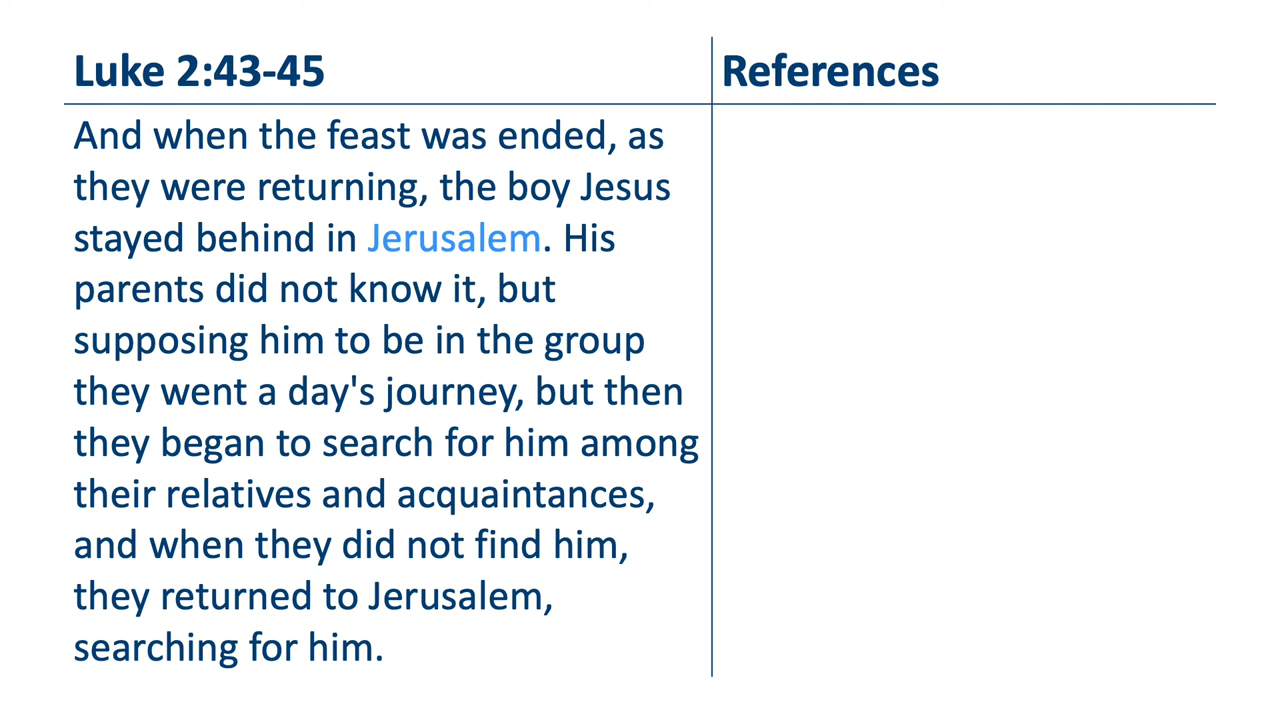 Luke 2:43-45
References
And when the feast was ended, as
they were returning, the boy Jesus
stayed behind in Jerusalem. His
parents did not know it, but
supposing him to be in the group
they went a day's journey, but then
they began to search for him among
their relatives and acquaintances,
and when they did not find him,
they returned to Jerusalem,
searching for him.